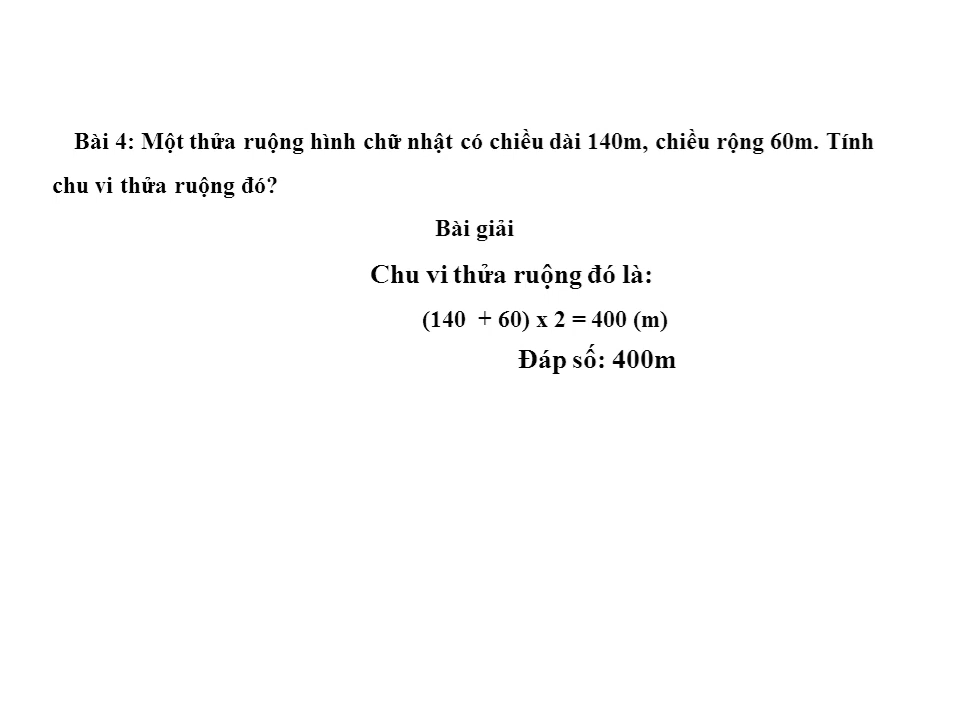 Bài 4: Một thửa ruộng hình chữ nhật có chiều dài 140m, chiều rộng 60m. Tính
chu vi thửa ruộng đó?
Bài giải
Chu vi thửa ruộng đó là:
(140 + 60) x 2 = 400 (m)
Đáp số: 400m